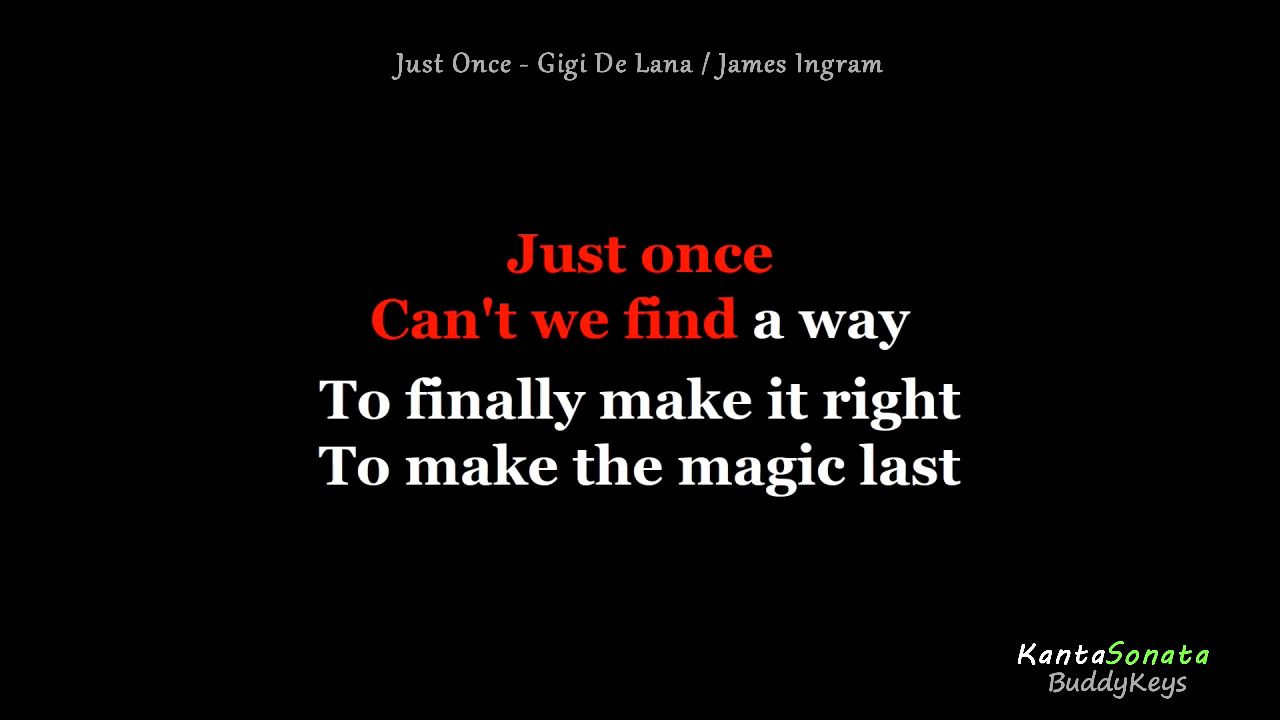 Just Once - Gigi De Lana / James Ingram
Just once
Can't we find a way
To finally make it right
To make the magic last
KantaSonata
BuddyKeys